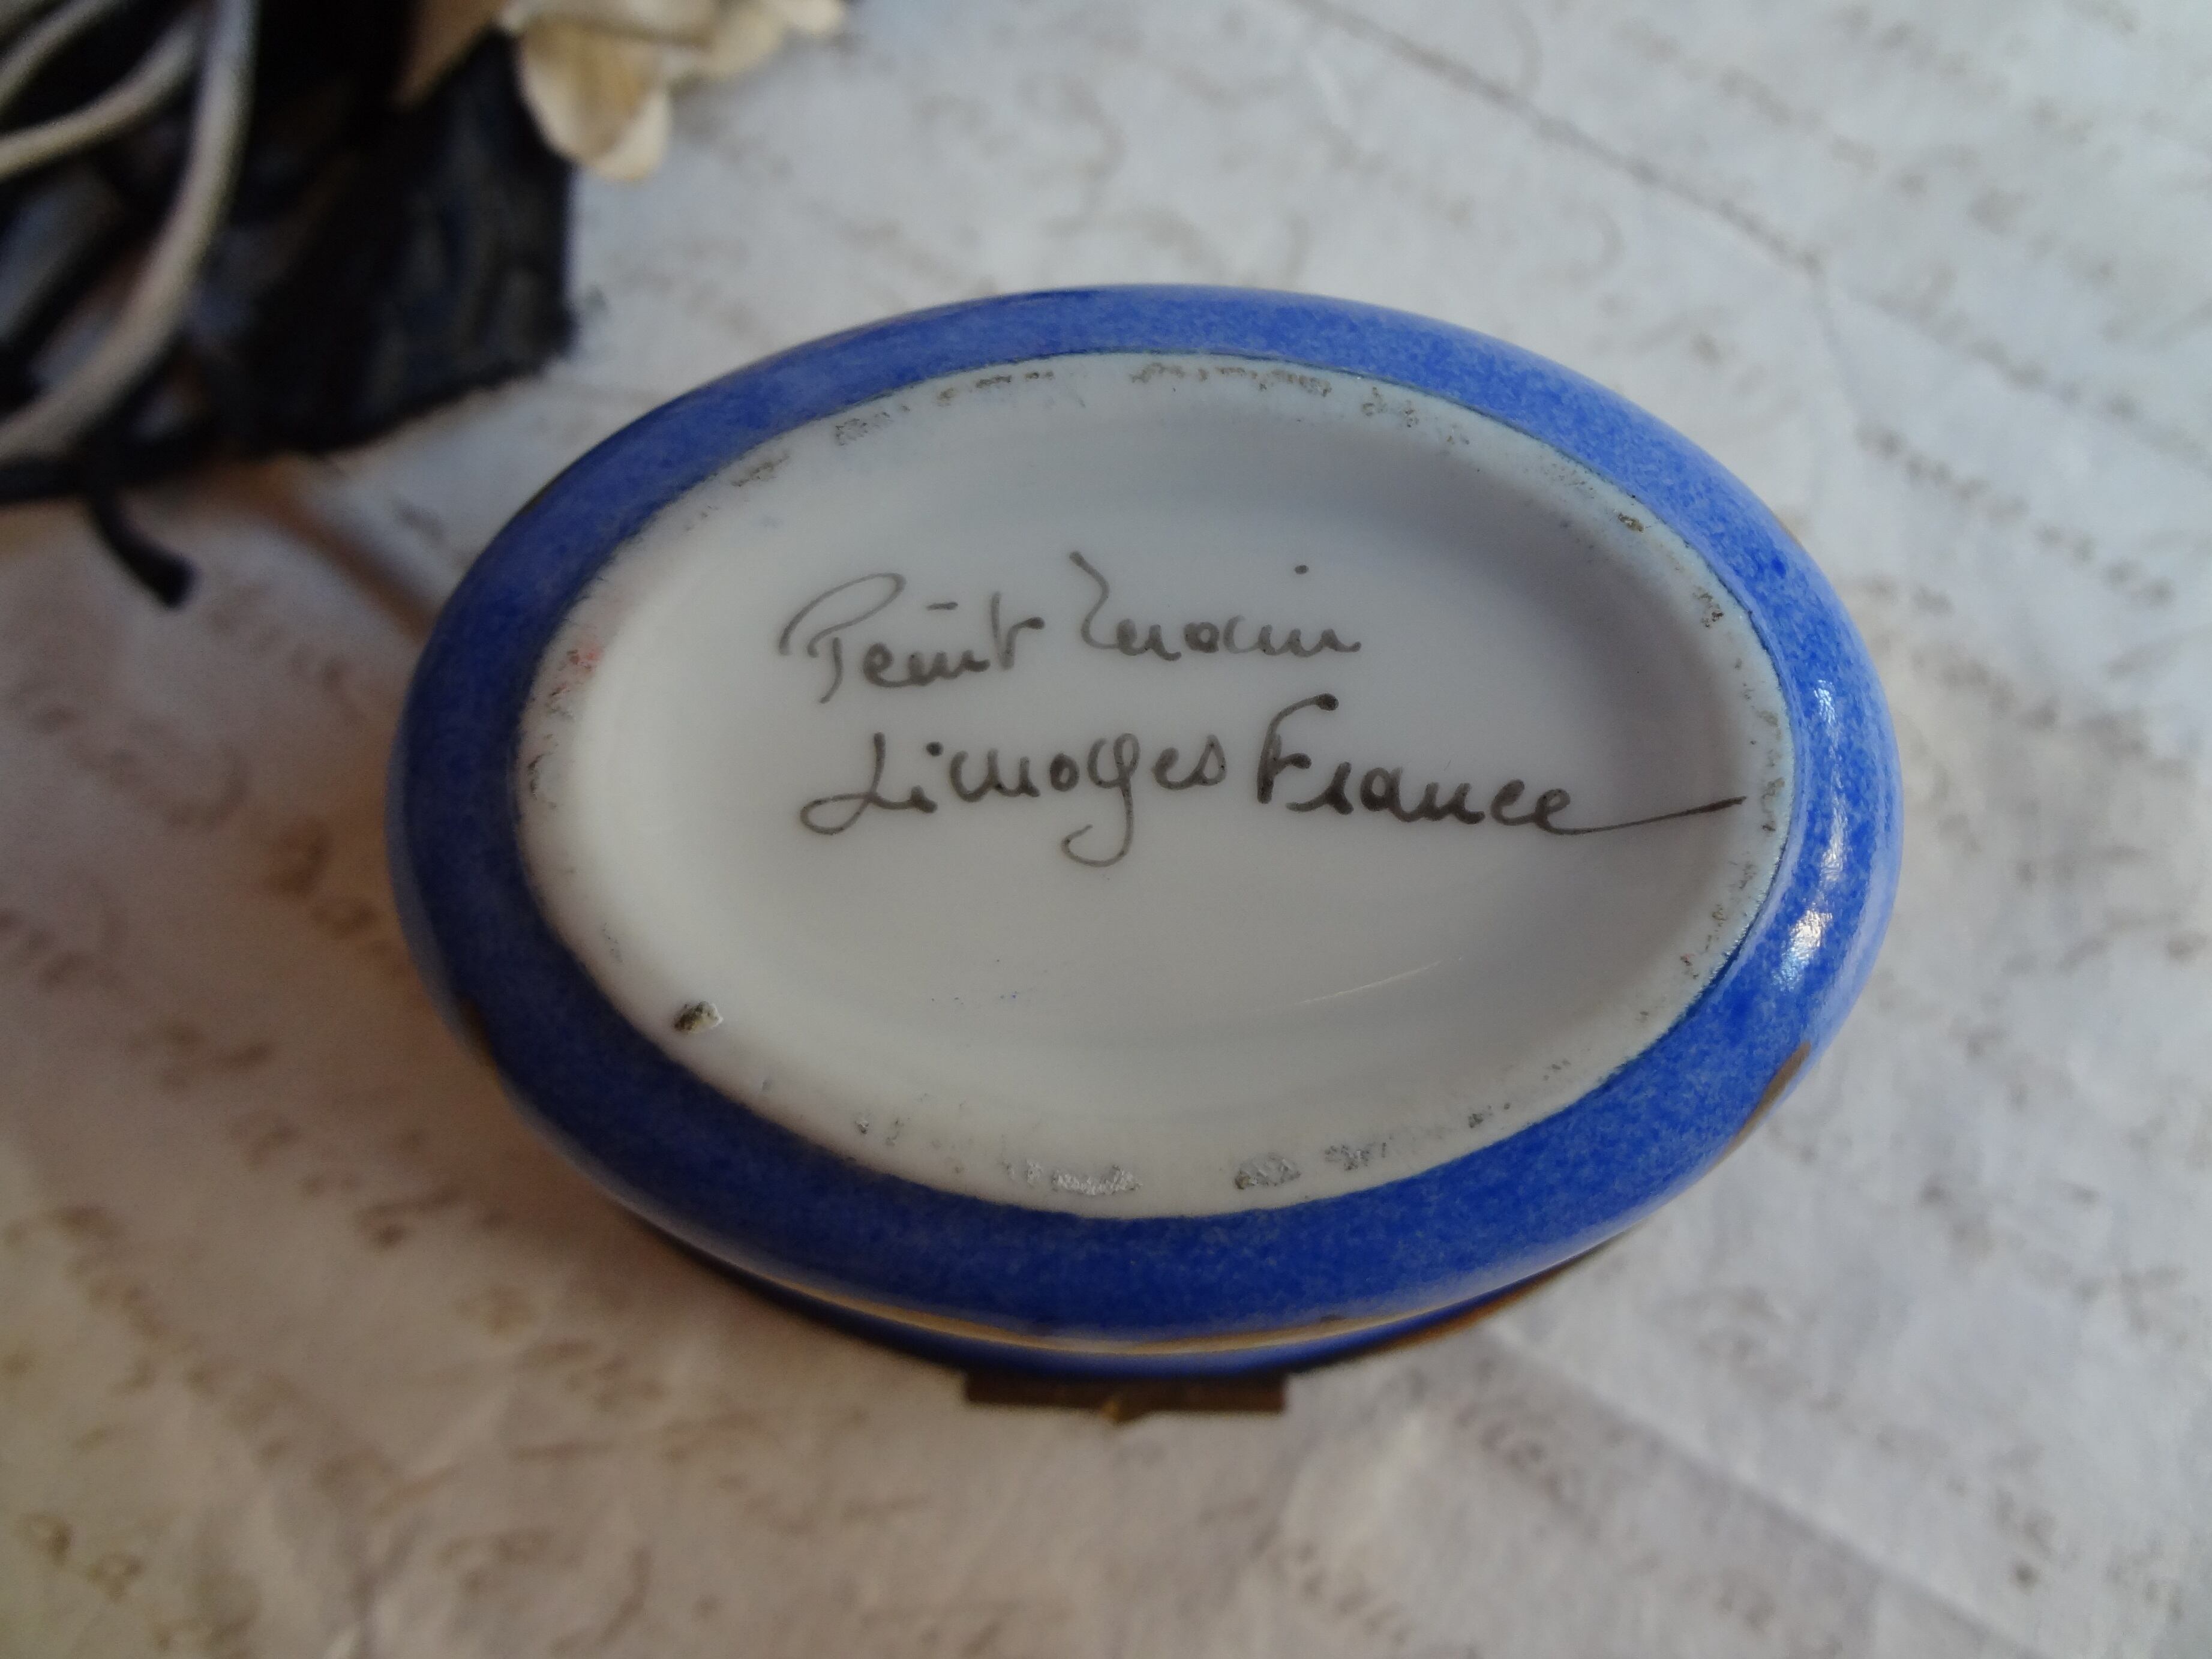 Peint main
Limoges France